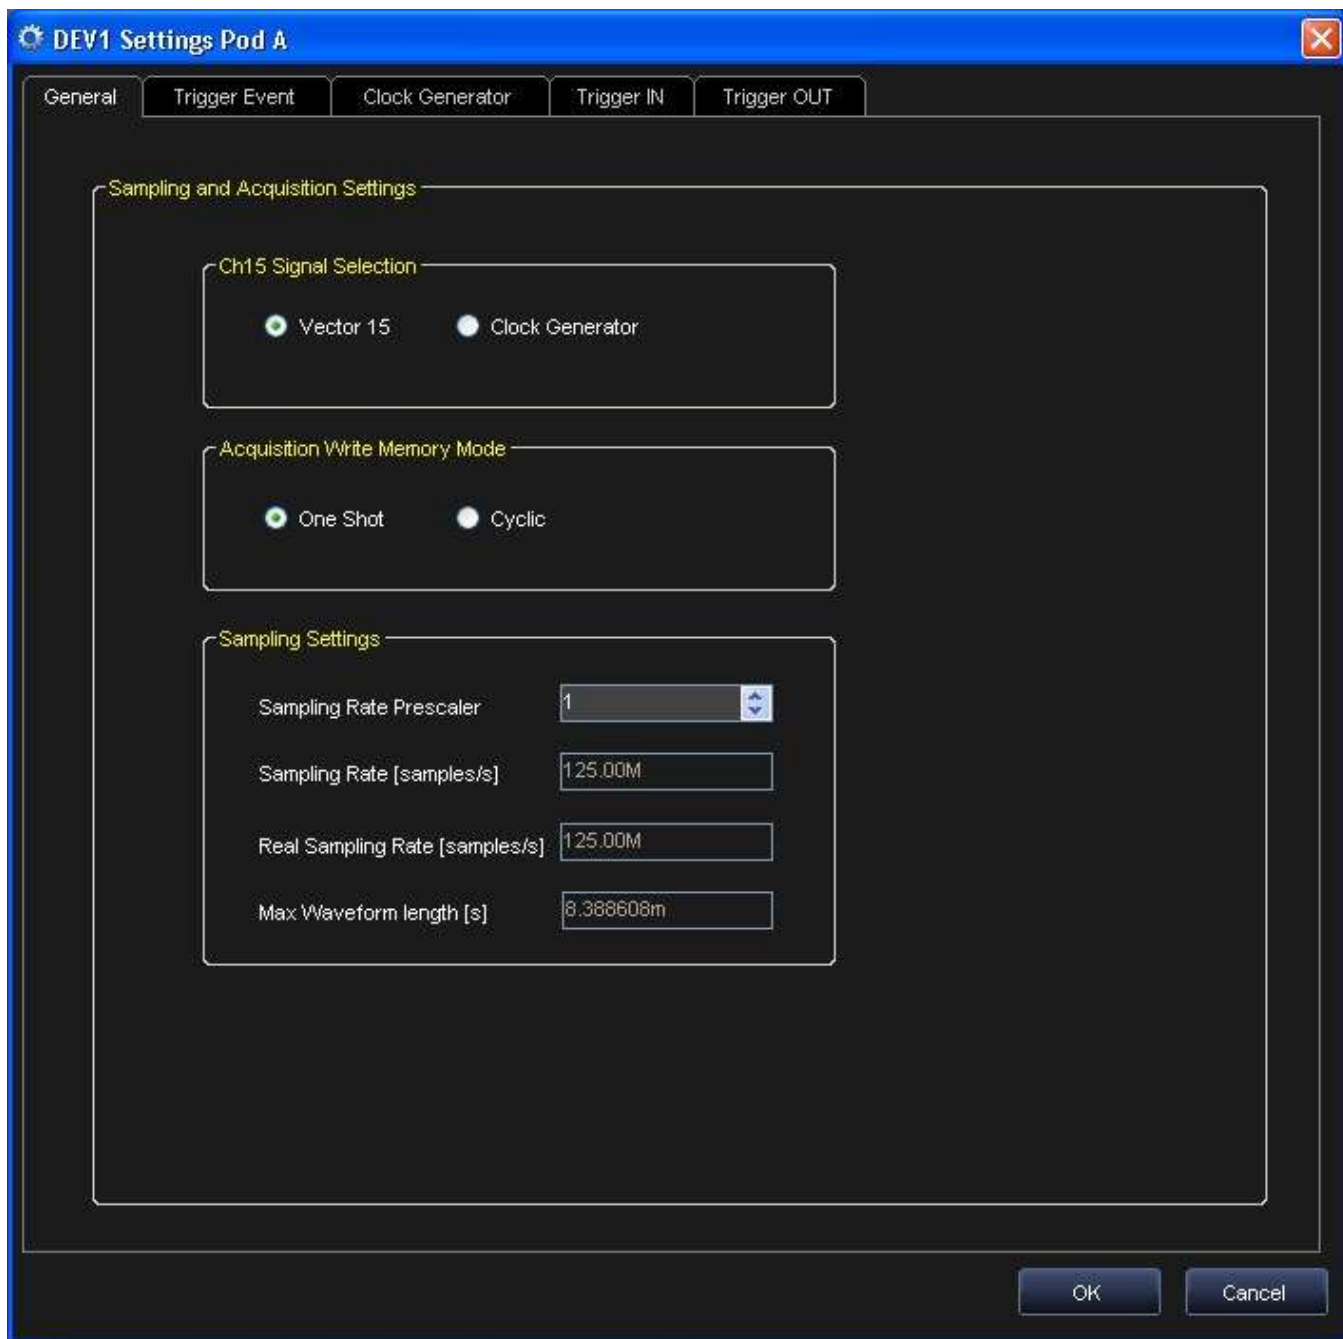 DEV1 Settings Pod A
General Trigger Event Clock Generator Trigger IN Trigger OUT
Sampling and Acquisition Settings
Ch15 Signal Selection
Vector 15 Clock Generator
Acquisition Write Memory Mode
One Shot Cyclic
Sampling Settings
Sampling Rate Prescaler 1
Sampling Rate [samples/s] 125.00M
Real Sampling Rate [samples/s] 125.00M
Max Waveform length [s] 8.388608m
OK Cancel